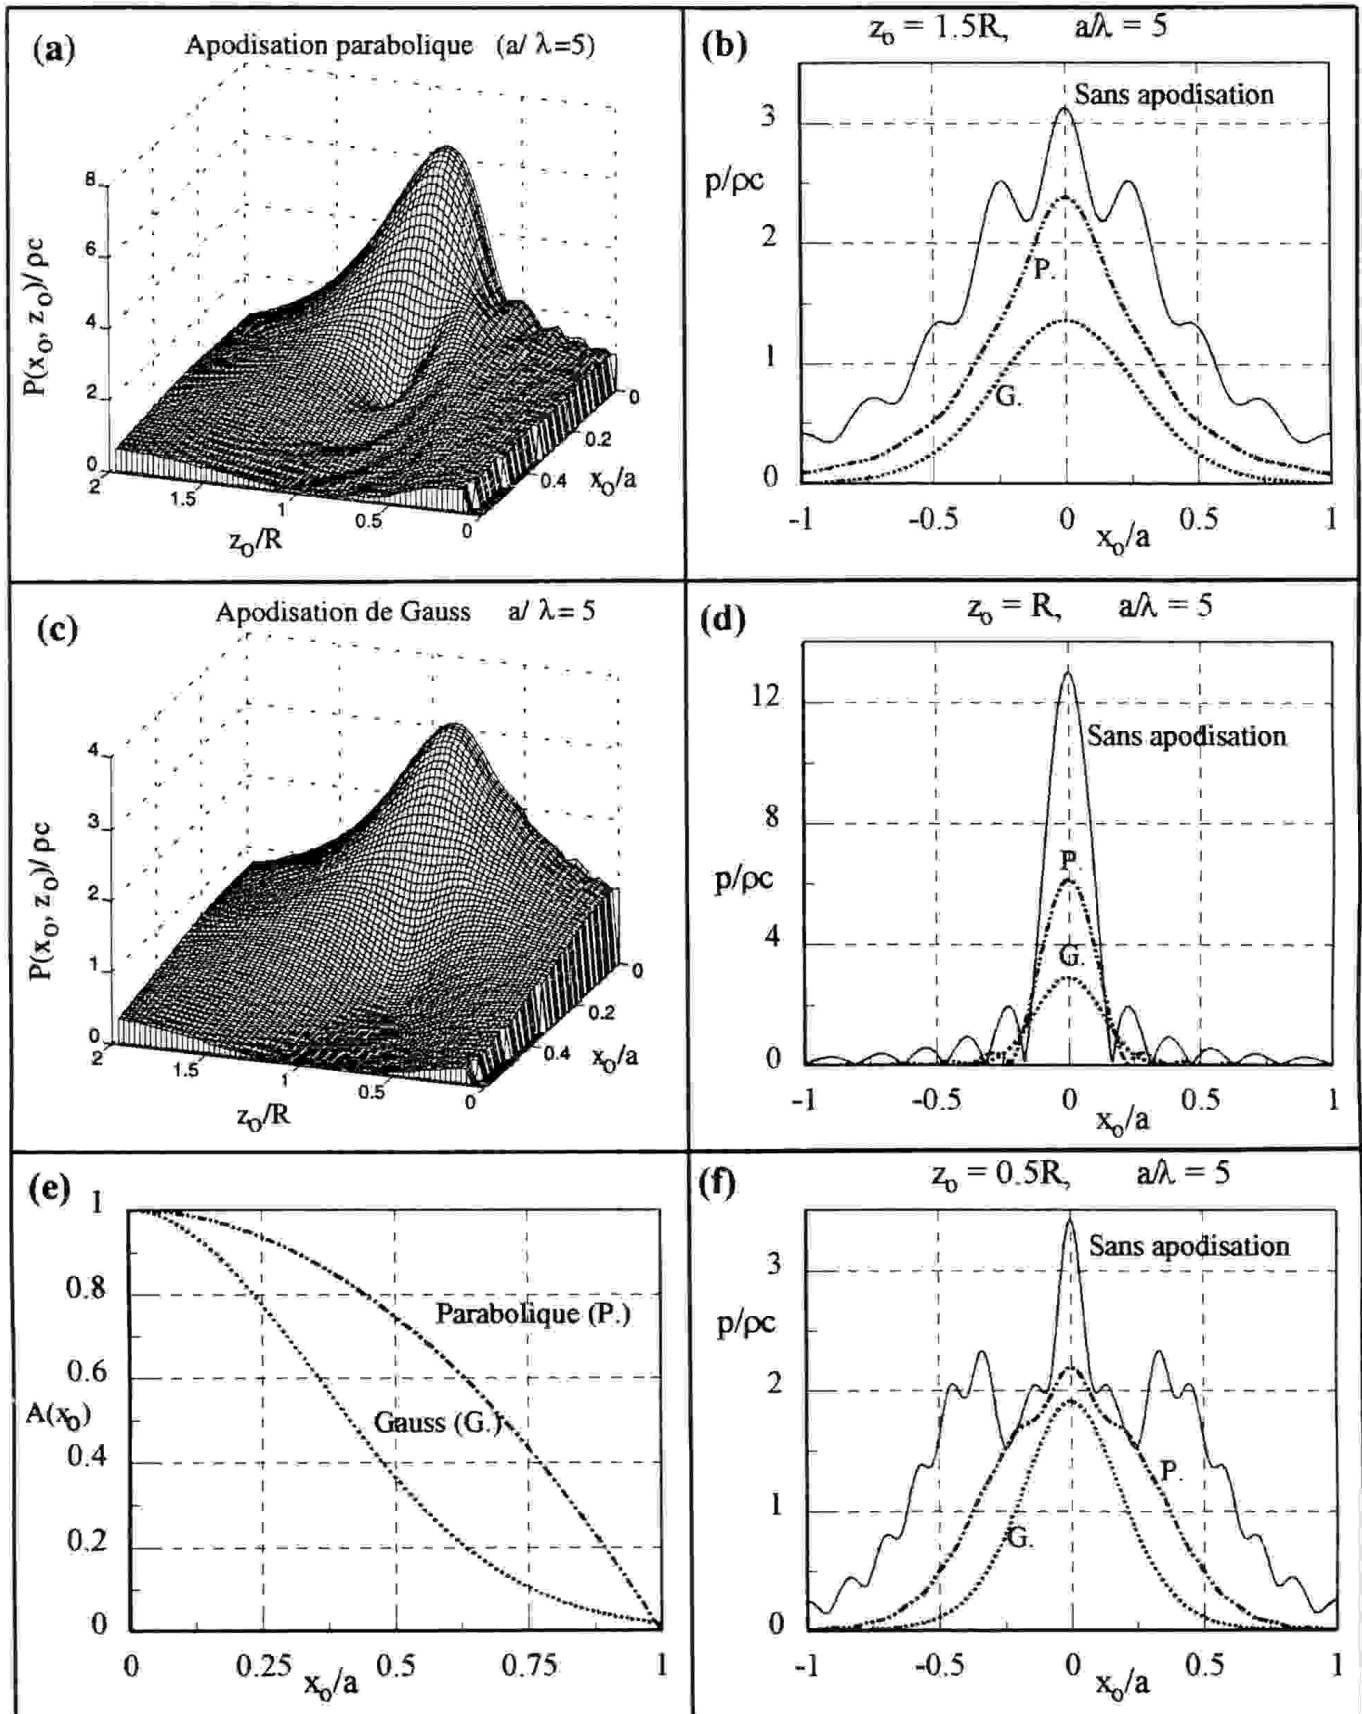 (a) Apodisation parabolique (a/ λ=5)
P(x₀, z₀)/ ρc
8
6
4
2
0
2
1.5
1
0.5
0
z₀/R
0
0.2
0.4
x₀/a
(b) z₀ = 1.5R, a/λ = 5
Sans apodisation
p/ρc
3
2
1
0
P.
G.
-1 -0.5 0 0.5 1
x₀/a
(c) Apodisation de Gauss a/ λ= 5
P(x₀, z₀)/ ρc
4
3
2
1
0
2
1.5
1
0.5
0
z₀/R
0
0.2
0.4
x₀/a
(d) z₀ = R, a/λ = 5
Sans apodisation
p/ρc
12
8
4
0
P.
G.
-1 -0.5 0 0.5 1
x₀/a
(e)
1
0.8
0.6
0.4
0.2
0
A(x₀)
Parabolique (P.)
Gauss (G.)
0 0.25 0.5 0.75 1
x₀/a
(f) z₀ = 0.5R, a/λ = 5
Sans apodisation
p/ρc
3
2
1
0
P.
G.
-1 -0.5 0 0.5 1
x₀/a